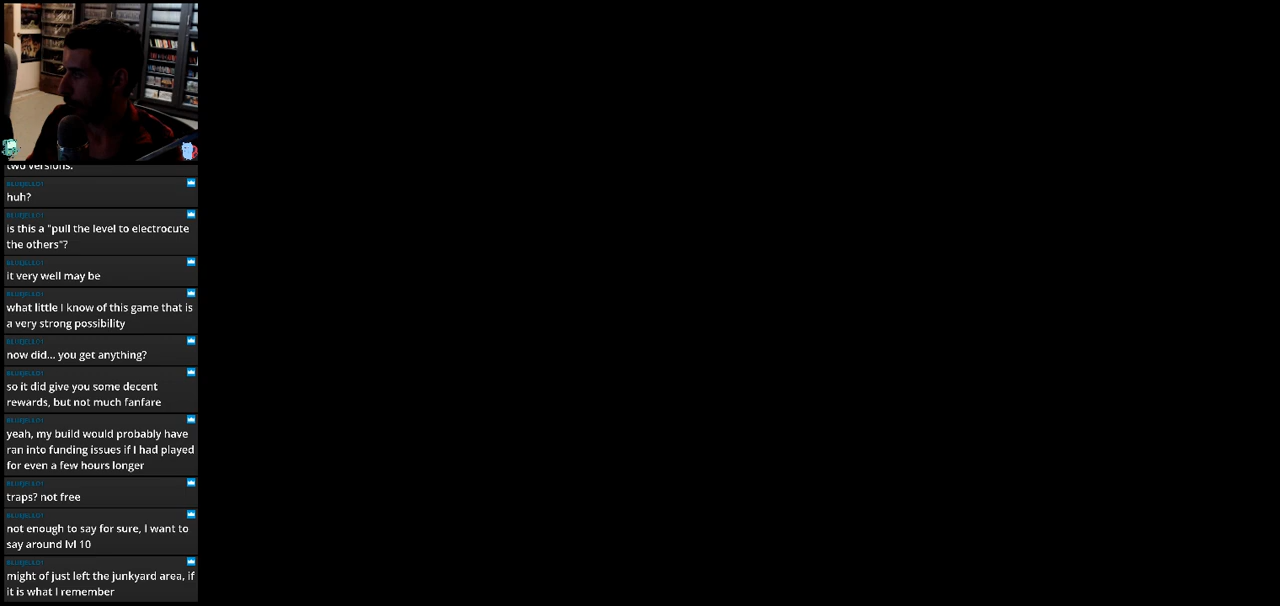 two versions.
huh?
is this a "pull the level to electrocute
the others"?
it very well may be
what little I know of this game that is
a very strong possibility
now did... you get anything?
so it did give you some decent
rewards, but not much fanfare
yeah, my build would probably have
ran into funding issues if I had played
for even a few hours longer
traps? not free
not enough to say for sure, I want to
say around lvl 10
might of just left the junkyard area, if
it is what I remember